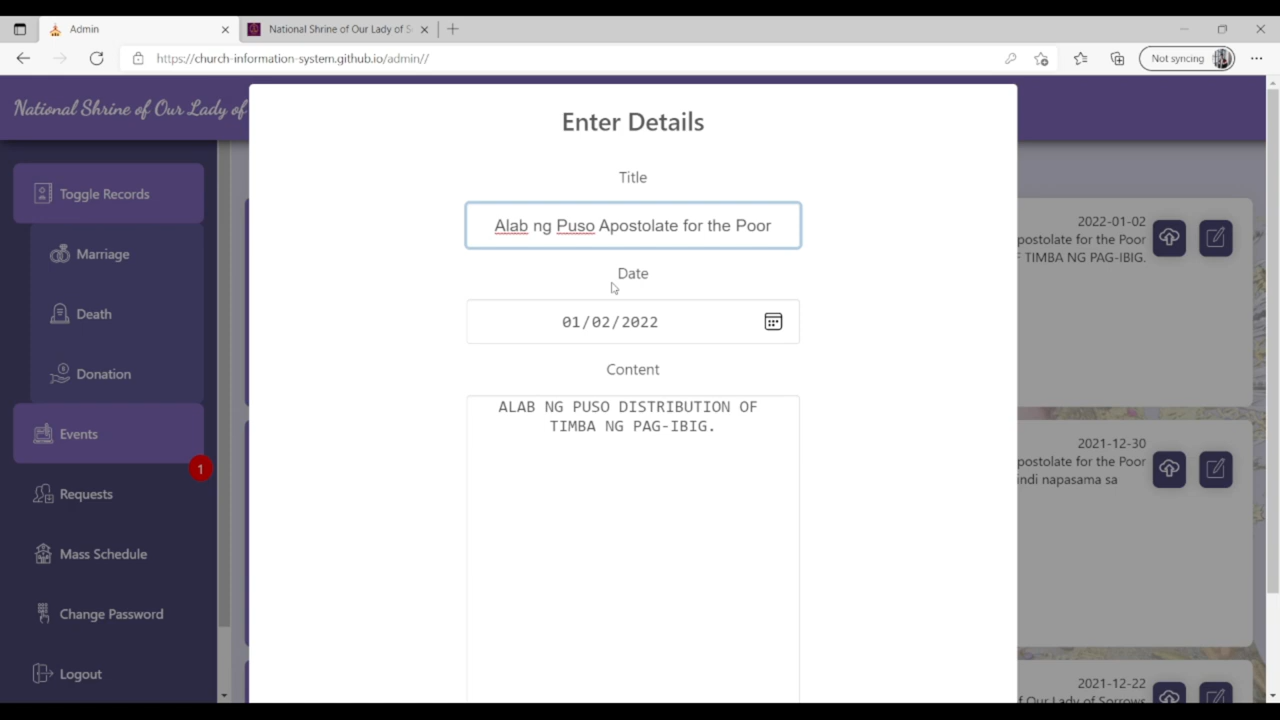 Admin
National Shrine of Our Lady of S
https://church-information-system.github.io/admin//
Not syncing
National Shrine of Our Lady of
Toggle Records
Marriage
Death
Donation
Events
1
Requests
Mass Schedule
Change Password
Logout
Enter Details
Title
Alab ng Puso Apostolate for the Poor
Date
01/02/2022
Content
ALAB NG PUSO DISTRIBUTION OF
TIMBA NG PAG-IBIG.
2022-01-02
postolate for the Poor
F TIMBA NG PAG-IBIG.
2021-12-30
postolate for the Poor
indi napasama sa
2021-12-22
of Our Lady of Sorrows